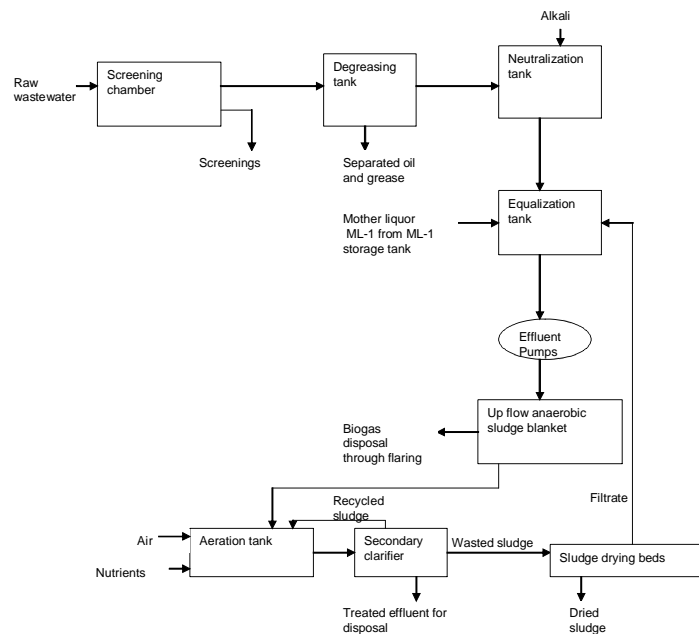 Alkali
Raw
wastewater
Screening
chamber
Degreasing
tank
Neutralization
tank
Screenings
Separated oil
and grease
Mother liquor
ML-1 from ML-1
storage tank
Equalization
tank
Effluent
Pumps
Up flow anaerobic
sludge blanket
Biogas
disposal
through flaring
Filtrate
Recycled
sludge
Air
Nutrients
Aeration tank
Secondary
clarifier
Wasted sludge
Sludge drying beds
Treated effluent for
disposal
Dried
sludge